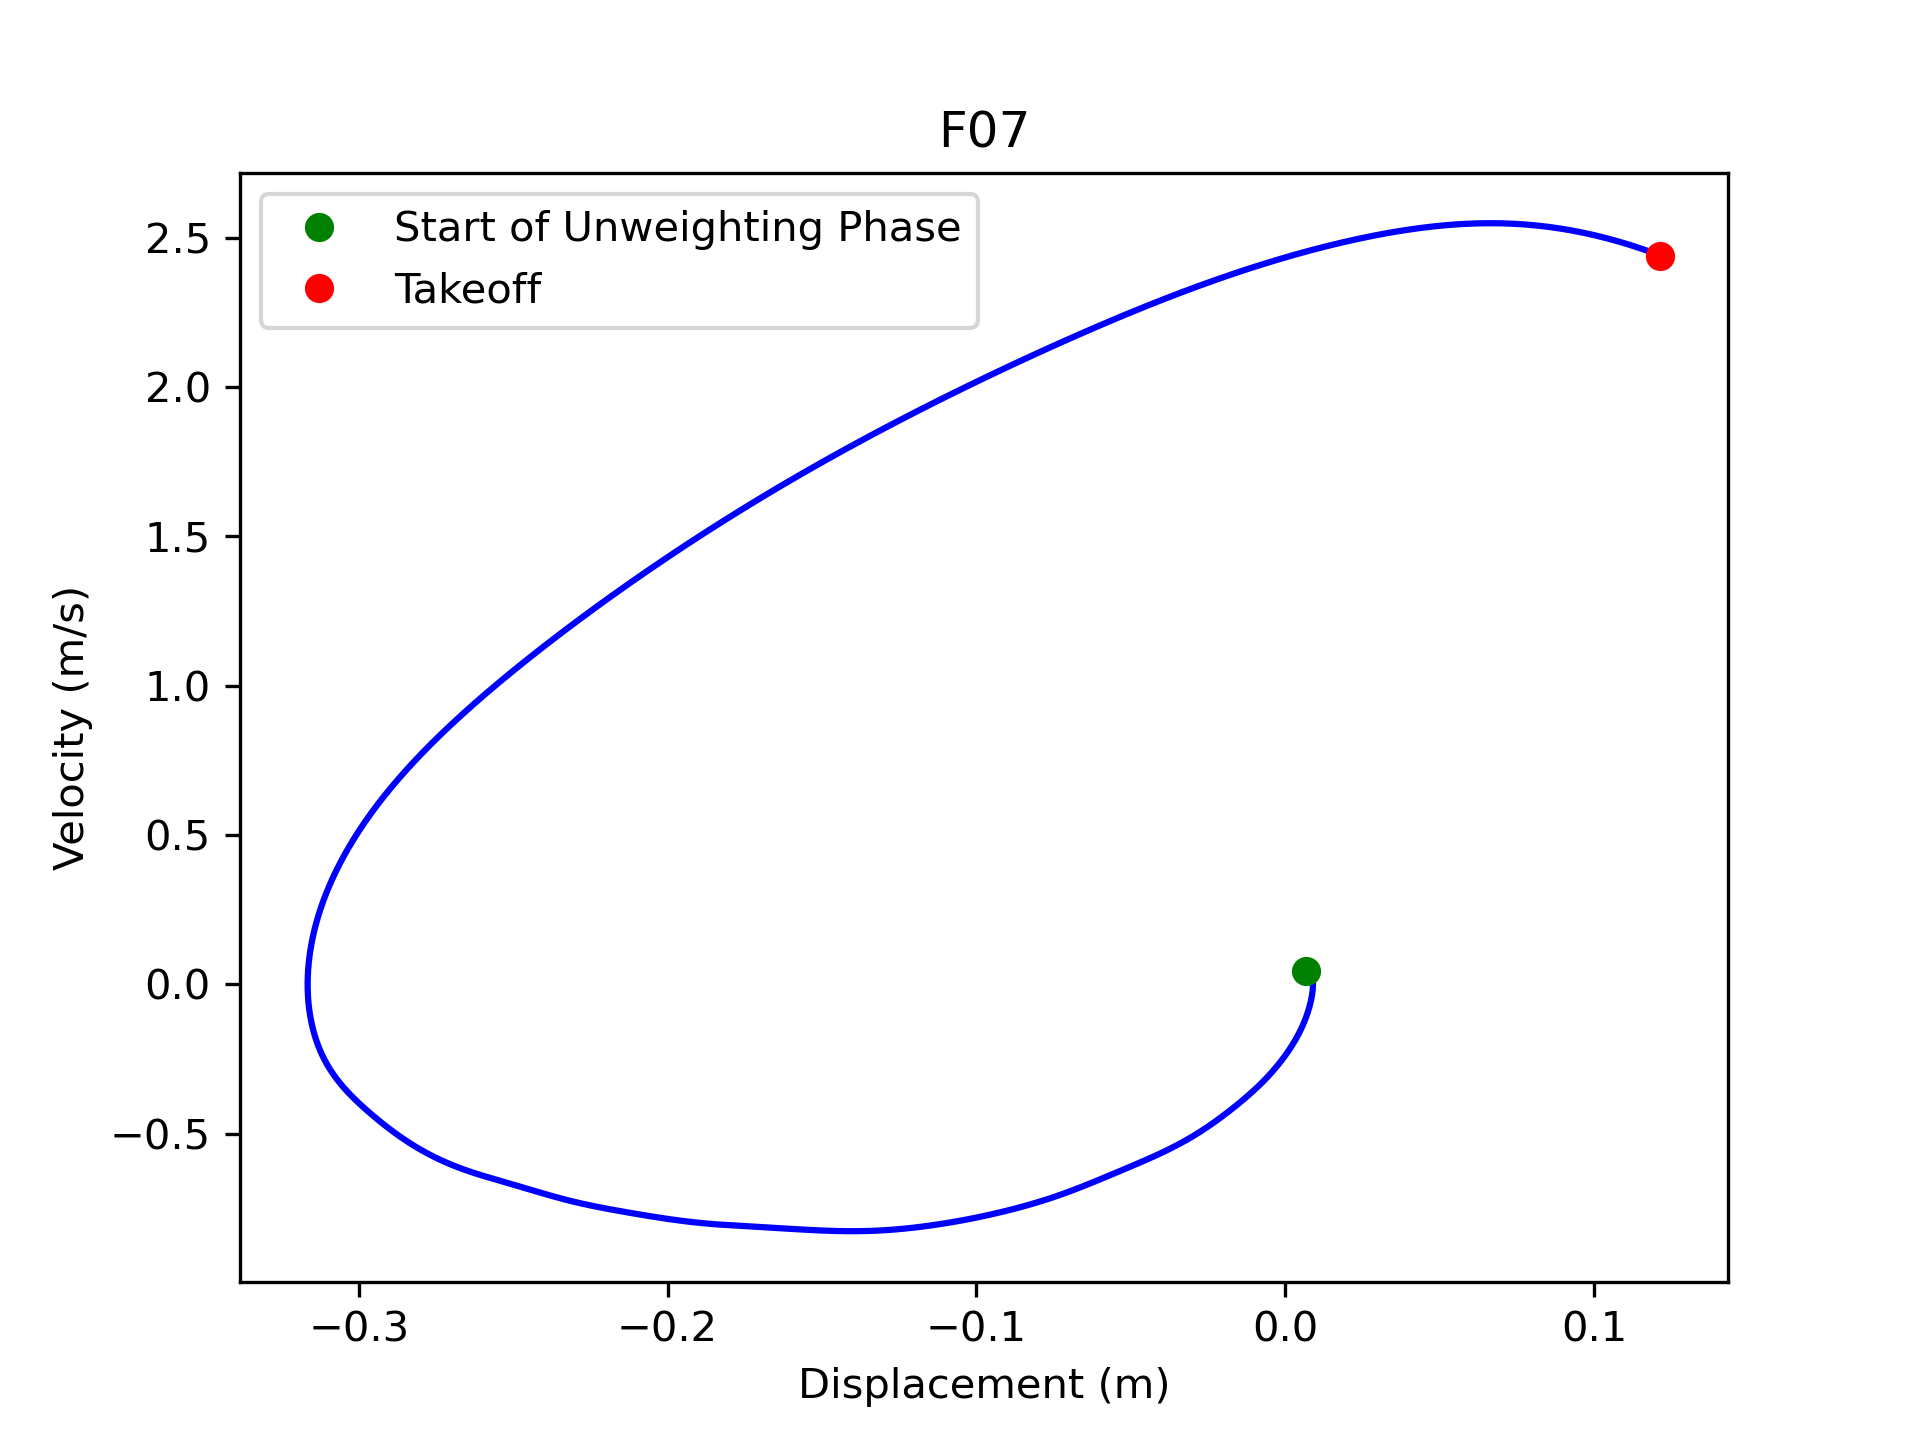 F07
Start of Unweighting Phase
Takeoff
2.5
2.0
1.5
1.0
0.5
0.0
−0.5
Velocity (m/s)
−0.3
−0.2
−0.1
0.0
0.1
Displacement (m)